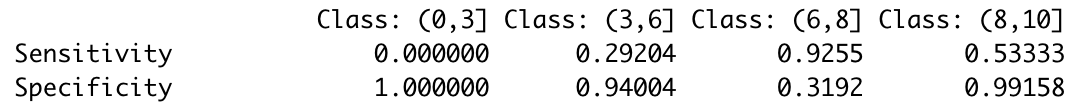 Class: (0,3] Class: (3,6] Class: (6,8] Class: (8,10]
Sensitivity 0.000000 0.29204 0.9255 0.53333
Specificity 1.000000 0.94004 0.3192 0.99158